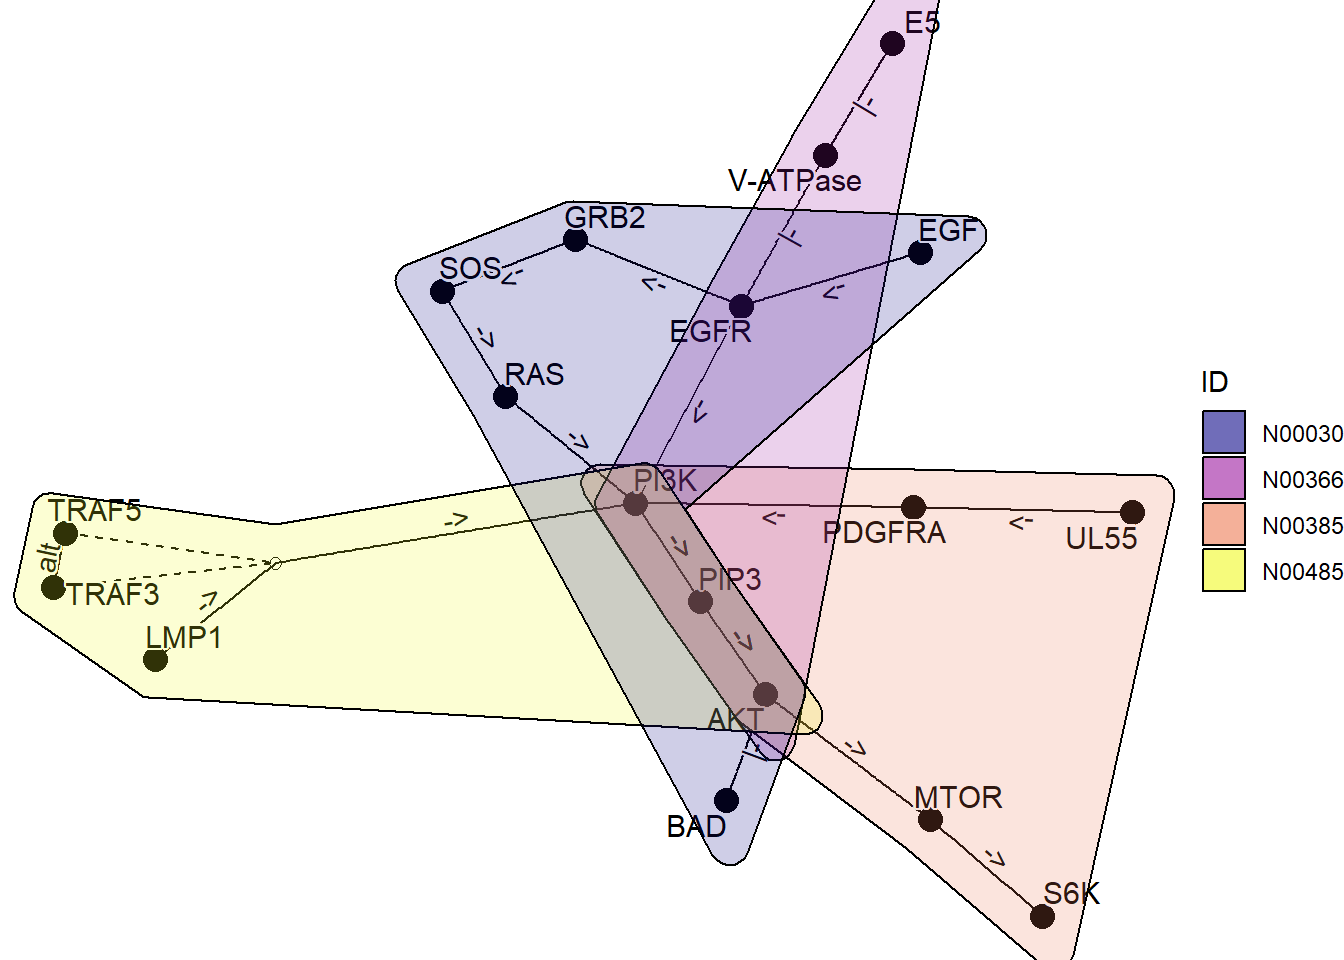 E5
|-
V-ATPase
GRB2
EGF
|-
SOS
<-
<-
<-
EGFR
->
RAS
ID
->
->
N00030
PI3K
N00366
TRAF5
->
<-
<-
PDGFRA
UL55
N00385
->
alt
PIP3
N00485
TRAF3
->
LMP1
->
AKT
|-
->
MTOR
BAD
->
S6K